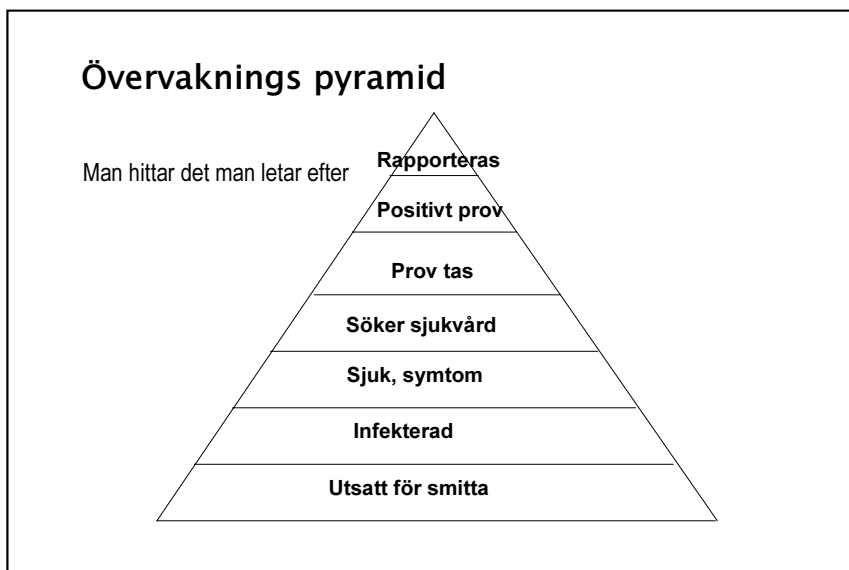 Övervaknings pyramid
Man hittar det man letar efter
Rapporteras
Positivt prov
Prov tas
Söker sjukvård
Sjuk, symtom
Infekterad
Utsatt för smitta